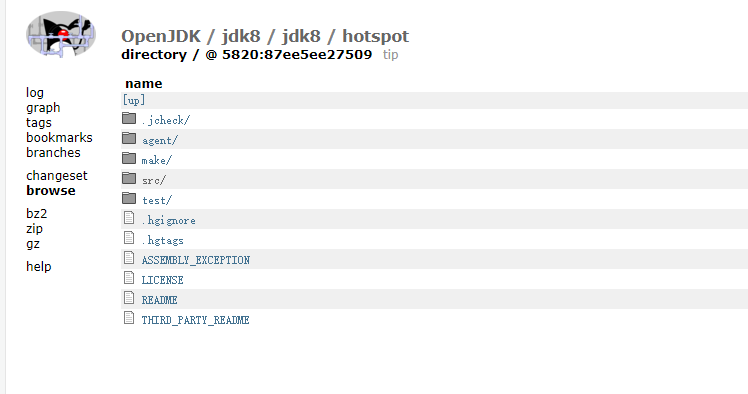 OpenJDK / jdk8 / jdk8 / hotspot
directory / @ 5820:87ee5ee27509 tip
log
graph
tags
bookmarks
branches
changeset
browse
bz2
zip
gz
help
name
[up]
.jcheck/
agent/
make/
src/
test/
.hgignore
.hgtags
ASSEMBLY_EXCEPTION
LICENSE
README
THIRD_PARTY_README